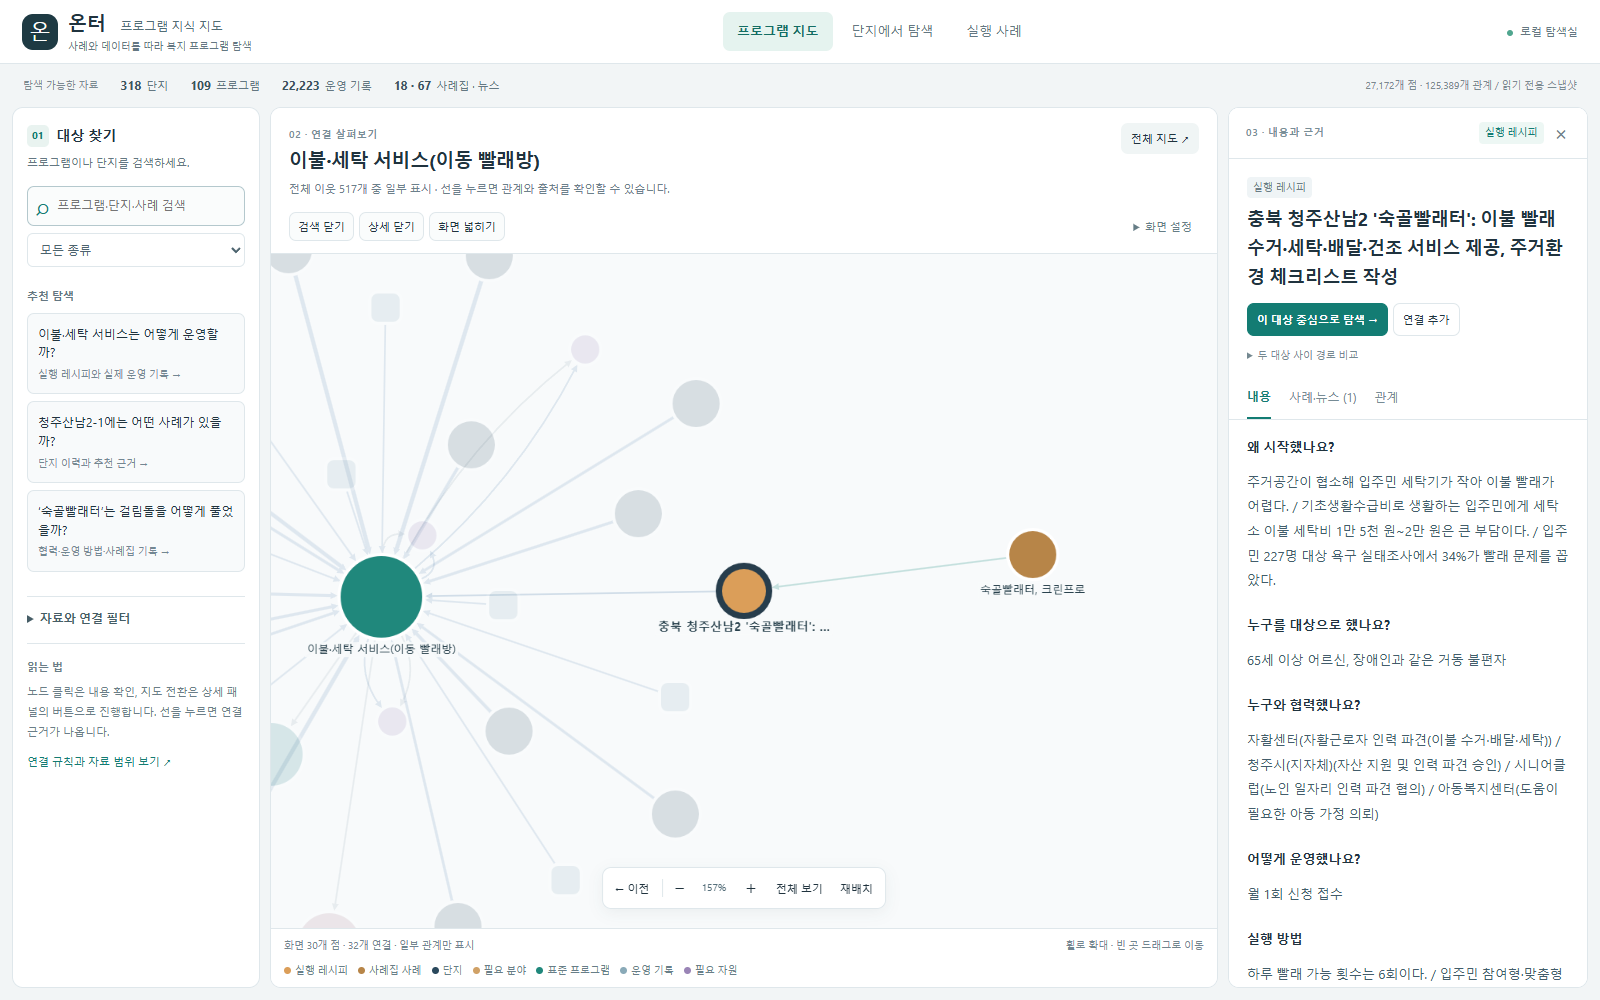 온
온터 프로그램 지식 지도
사례와 데이터를 따라 복지 프로그램 탐색
프로그램 지도
단지에서 탐색
실행 사례
로컬 탐색실
탐색 가능한 자료 318 단지 109 프로그램 22,223 운영 기록 18 · 67 사례집 · 뉴스
27,172개 점 · 125,389개 관계 / 읽기 전용 스냅샷
01 대상 찾기
프로그램이나 단지를 검색하세요.
프로그램·단지·사례 검색
모든 종류
추천 탐색
이불·세탁 서비스는 어떻게 운영할
까?
실행 레시피와 실제 운영 기록 →
청주산남2-1에는 어떤 사례가 있을
까?
단지 이력과 추천 근거 →
‘숙골빨래터’는 걸림돌을 어떻게 풀었
을까?
협력·운영 방법·사례집 기록 →
▶ 자료와 연결 필터
읽는 법
노드 클릭은 내용 확인, 지도 전환은 상세 패
널의 버튼으로 진행합니다. 선을 누르면 연결
근거가 나옵니다.
연결 규칙과 자료 범위 보기 ↗
02 · 연결 살펴보기
이불·세탁 서비스(이동 빨래방)
전체 이웃 517개 중 일부 표시 · 선을 누르면 관계와 출처를 확인할 수 있습니다.
전체 지도 ↗
검색 닫기
상세 닫기
화면 넓히기
▶ 화면 설정
숙골빨래터, 크린프로
충북 청주산남2 '숙골빨래터': ...
이불·세탁 서비스(이동 빨래방)
← 이전
− 157% +
전체 보기
재배치
화면 30개 점 · 32개 연결 · 일부 관계만 표시
휠로 확대 · 빈 곳 드래그로 이동
실행 레시피
사례집 사례
단지
필요 분야
표준 프로그램
운영 기록
필요 자원
03 · 내용과 근거
실행 레시피
×
실행 레시피
충북 청주산남2 '숙골빨래터': 이불 빨래
수거·세탁·배달·건조 서비스 제공, 주거환
경 체크리스트 작성
이 대상 중심으로 탐색 →
연결 추가
▶ 두 대상 사이 경로 비교
내용
사례·뉴스 (1)
관계
왜 시작했나요?
주거공간이 협소해 입주민 세탁기가 작아 이불 빨래가
어렵다. / 기초생활수급비로 생활하는 입주민에게 세탁
소 이불 세탁비 1만 5천 원~2만 원은 큰 부담이다. / 입주
민 227명 대상 욕구 실태조사에서 34%가 빨래 문제를 꼽
았다.
누구를 대상으로 했나요?
65세 이상 어르신, 장애인과 같은 거동 불편자
누구와 협력했나요?
자활센터(자활근로자 인력 파견(이불 수거·배달·세탁)) /
청주시(지자체)(자산 지원 및 인력 파견 승인) / 시니어클
럽(노인 일자리 인력 파견 협의) / 아동복지센터(도움이
필요한 아동 가정 의뢰)
어떻게 운영했나요?
월 1회 신청 접수
실행 방법
하루 빨래 가능 횟수는 6회이다. / 입주민 참여형·맞춤형